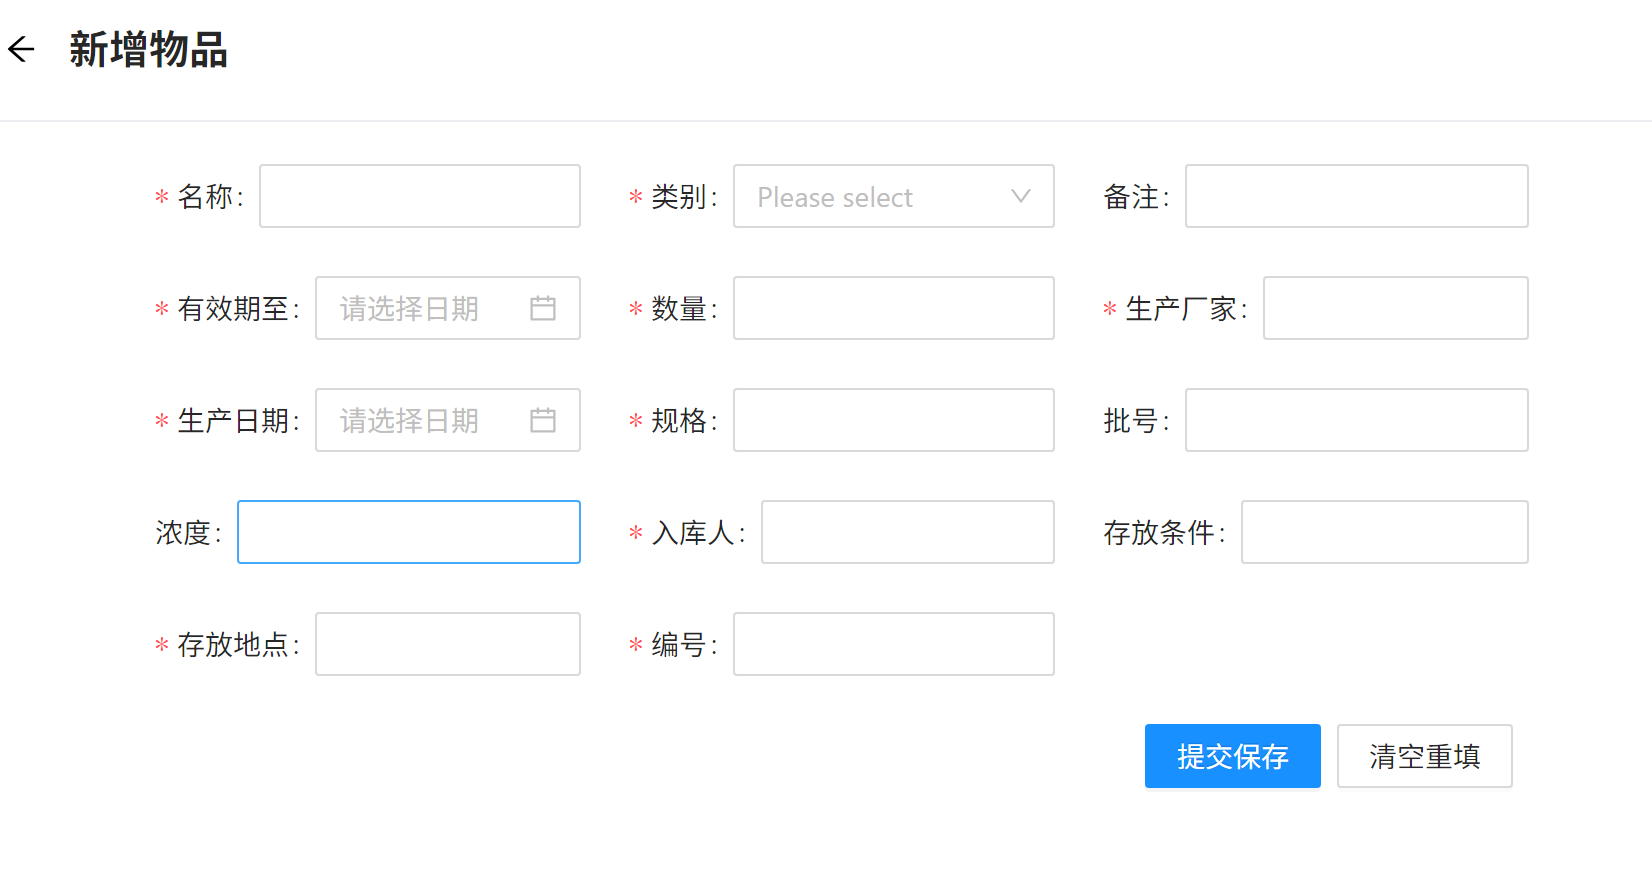 新增物品
* 名称: * 类别: Please select 备注:
* 有效期至: 请选择日期 * 数量: * 生产厂家:
* 生产日期: 请选择日期 * 规格: 批号:
浓度: * 入库人: 存放条件:
* 存放地点: * 编号:
提交保存 清空重填